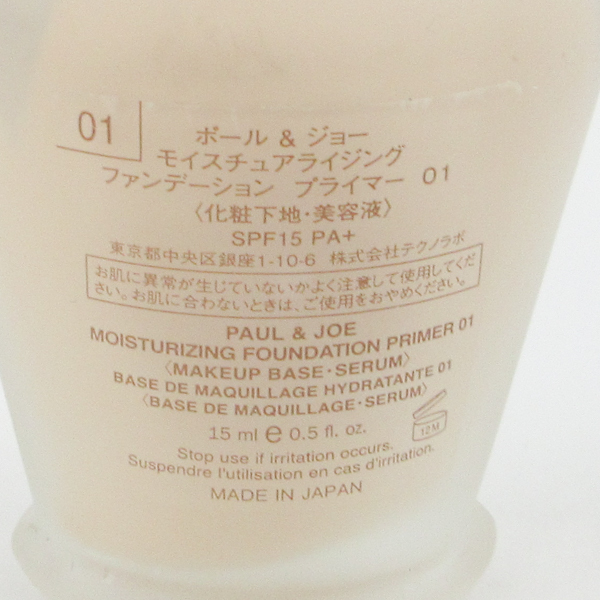 01
ポール & ジョー
モイスチュアライジング
ファンデーション プライマー 01
〈化粧下地・美容液〉
SPF15 PA+
東京都中央区銀座1-10-6 株式会社テクノラボ
お肌に異常が生じていないかよく注意して使用してくだ
さい。お肌に合わないときは、ご使用をおやめください。
PAUL & JOE
MOISTURIZING FOUNDATION PRIMER 01
〈MAKEUP BASE・SERUM〉
BASE DE MAQUILLAGE HYDRATANTE 01
〈BASE DE MAQUILLAGE・SERUM〉
15 ml ℮ 0.5 fl. oz.
12M
Stop use if irritation occurs.
Suspendre l'utilisation en cas d'irritation.
MADE IN JAPAN